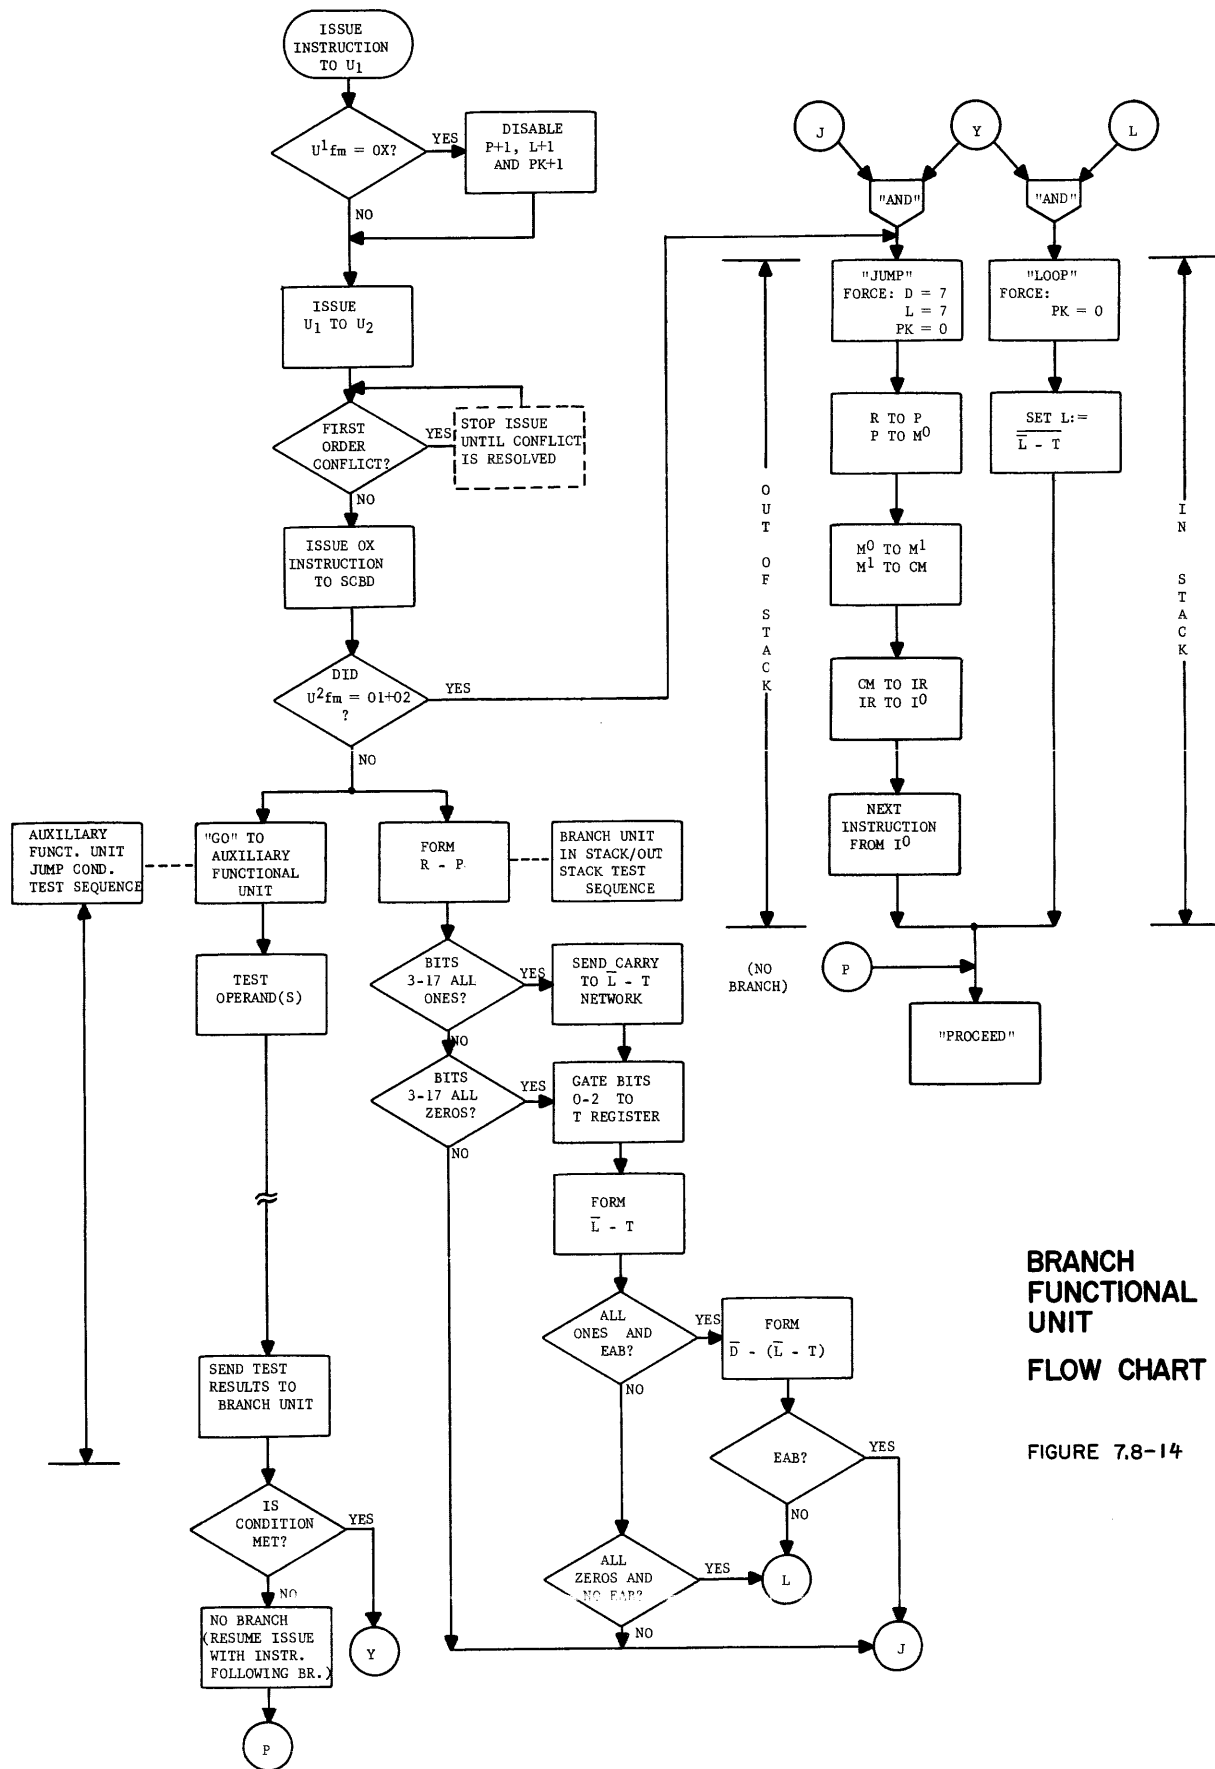 ISSUE
INSTRUCTION
TO U1
U1fm = OX?
YES
NO
DISABLE
P+1, L+1
AND PK+1
ISSUE
U1 TO U2
FIRST
ORDER
CONFLICT?
YES
NO
STOP ISSUE
UNTIL CONFLICT
IS RESOLVED
ISSUE OX
INSTRUCTION
TO SCBD
DID
U2fm = 01+02
?
YES
NO
AUXILIARY
FUNCT. UNIT
JUMP COND.
TEST SEQUENCE
"GO" TO
AUXILIARY
FUNCTIONAL
UNIT
FORM
R - P
BRANCH UNIT
IN STACK/OUT
STACK TEST
SEQUENCE
TEST
OPERAND(S)
BITS
3-17 ALL
ONES?
YES
NO
SEND CARRY
TO L̅ - T
NETWORK
BITS
3-17 ALL
ZEROS?
YES
NO
GATE BITS
0-2 TO
T REGISTER
FORM
L̅ - T
ALL
ONES AND
EAB?
YES
NO
FORM
D̅ - (L̅ - T)
EAB?
YES
NO
ALL
ZEROS AND
NO EAB?
YES
NO
L
J
SEND TEST
RESULTS TO
BRANCH UNIT
IS
CONDITION
MET?
YES
NO
Y
NO BRANCH
(RESUME ISSUE
WITH INSTR.
FOLLOWING BR.)
P
J
Y
L
"AND"
"AND"
OUT OF STACK
"JUMP"
FORCE: D = 7
L = 7
PK = 0
R TO P
P TO M0
M0 TO M1
M1 TO CM
CM TO IR
IR TO I0
NEXT
INSTRUCTION
FROM I0
"LOOP"
FORCE:
PK = 0
SET L:=
L̅ - T
IN STACK
(NO
BRANCH)
P
"PROCEED"
BRANCH
FUNCTIONAL
UNIT
FLOW CHART
FIGURE 7.8-14